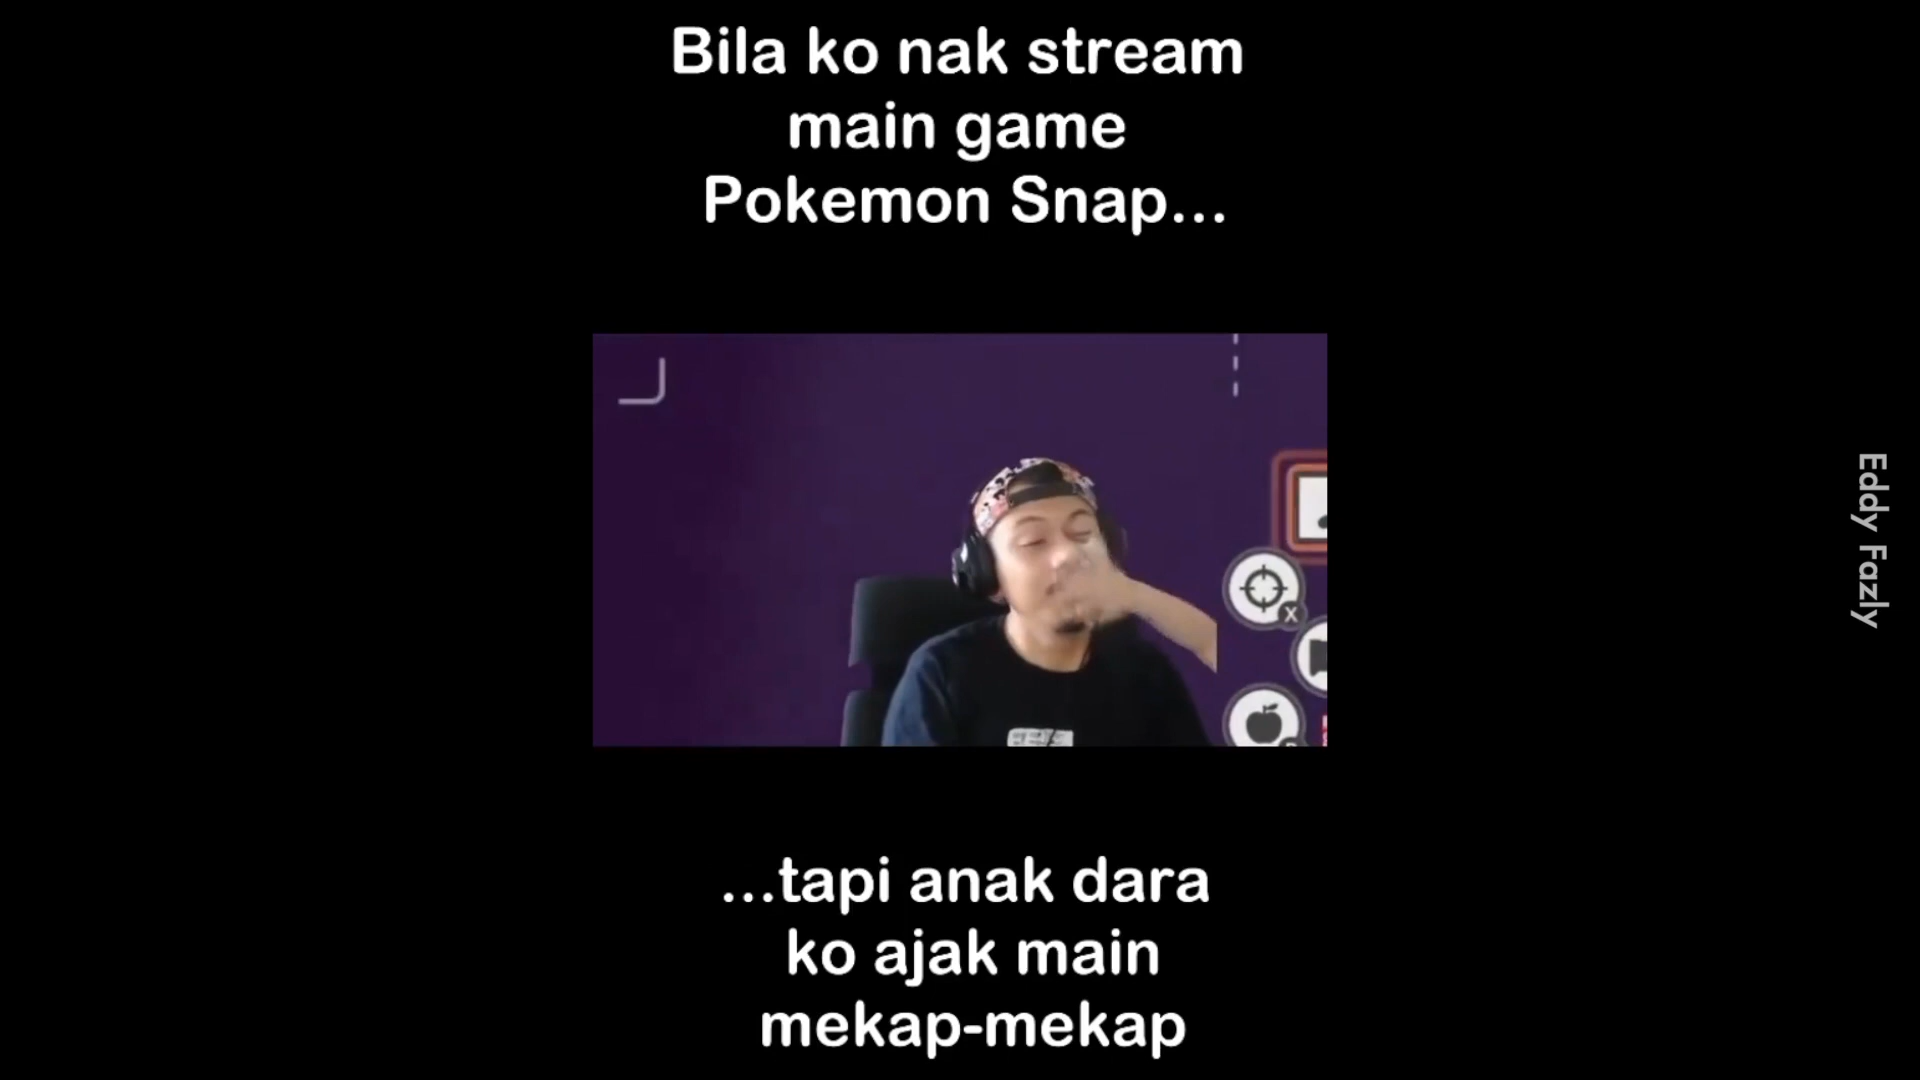 Bila ko nak stream
main game
Pokemon Snap...
X
...tapi anak dara
ko ajak main
mekap-mekap
Eddy Fazly